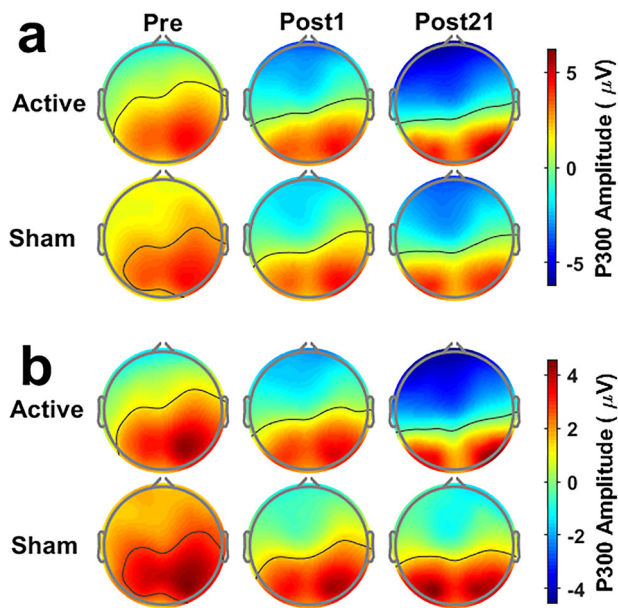 a
Pre Post1 Post21
Active
Sham
5
0
-5
P300 Amplitude ( μV)
b
Active
Sham
4
2
0
-2
-4
P300 Amplitude ( μV)